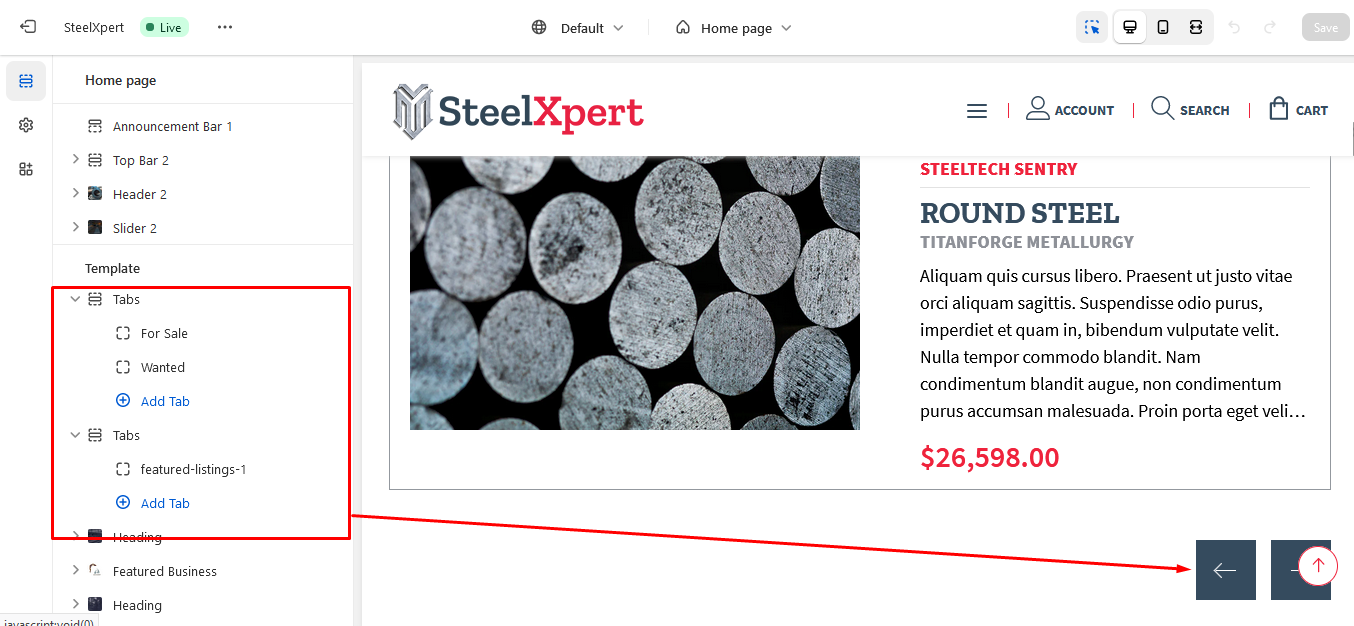 SteelXpert
Live
Default
Home page
Save
Home page
Announcement Bar 1
Top Bar 2
Header 2
Slider 2
Template
Tabs
For Sale
Wanted
Add Tab
Tabs
featured-listings-1
Add Tab
Heading
Featured Business
Heading
javascript:void(0)
SteelXpert
ACCOUNT
SEARCH
CART
STEELTECH SENTRY
ROUND STEEL
TITANFORGE METALLURGY
Aliquam quis cursus libero. Praesent ut justo vitae
orci aliquam sagittis. Suspendisse odio purus,
imperdiet et quam in, bibendum vulputate velit.
Nulla tempor commodo blandit. Nam
condimentum blandit augue, non condimentum
purus accumsan malesuada. Proin porta eget veli…
$26,598.00